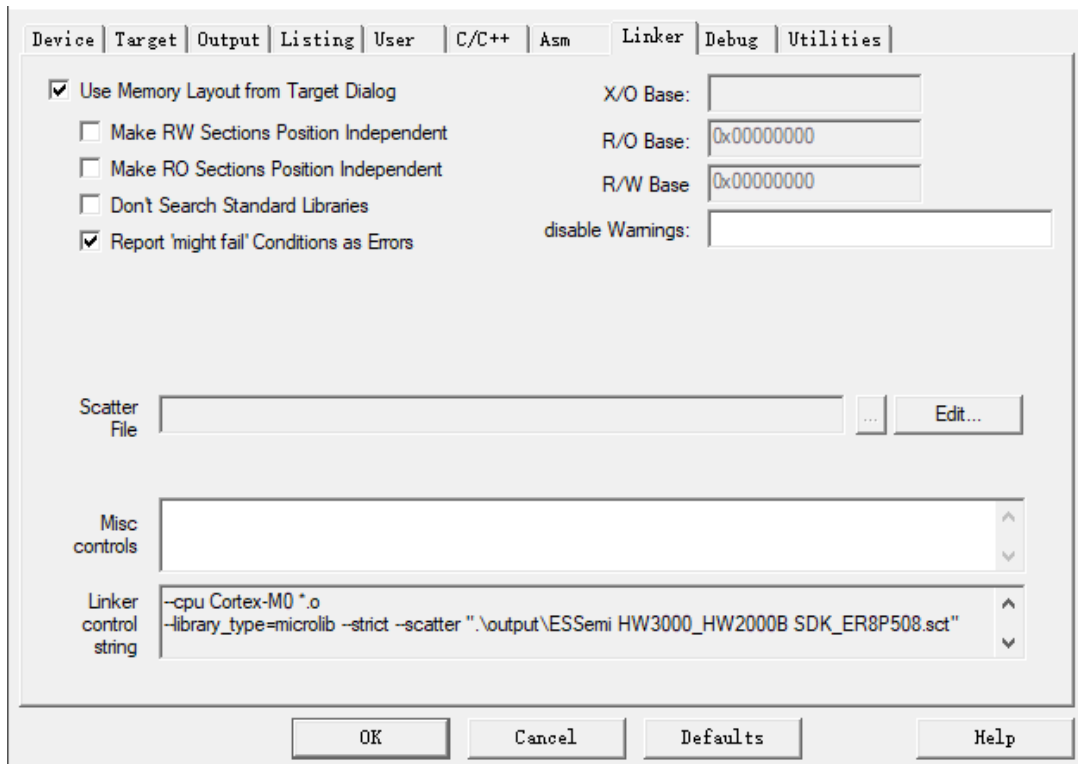 Device Target Output Listing User C/C++ Asm Linker Debug Utilities
Use Memory Layout from Target Dialog
Make RW Sections Position Independent
Make RO Sections Position Independent
Don't Search Standard Libraries
Report 'might fail' Conditions as Errors
X/O Base:
R/O Base: 0x00000000
R/W Base 0x00000000
disable Warnings:
Scatter
File
... Edit...
Misc
controls
Linker
control
string
--cpu Cortex-M0 *.o
--library_type=microlib --strict --scatter ".\output\ESSemi HW3000_HW2000B SDK_ER8P508.sct"
OK Cancel Defaults Help